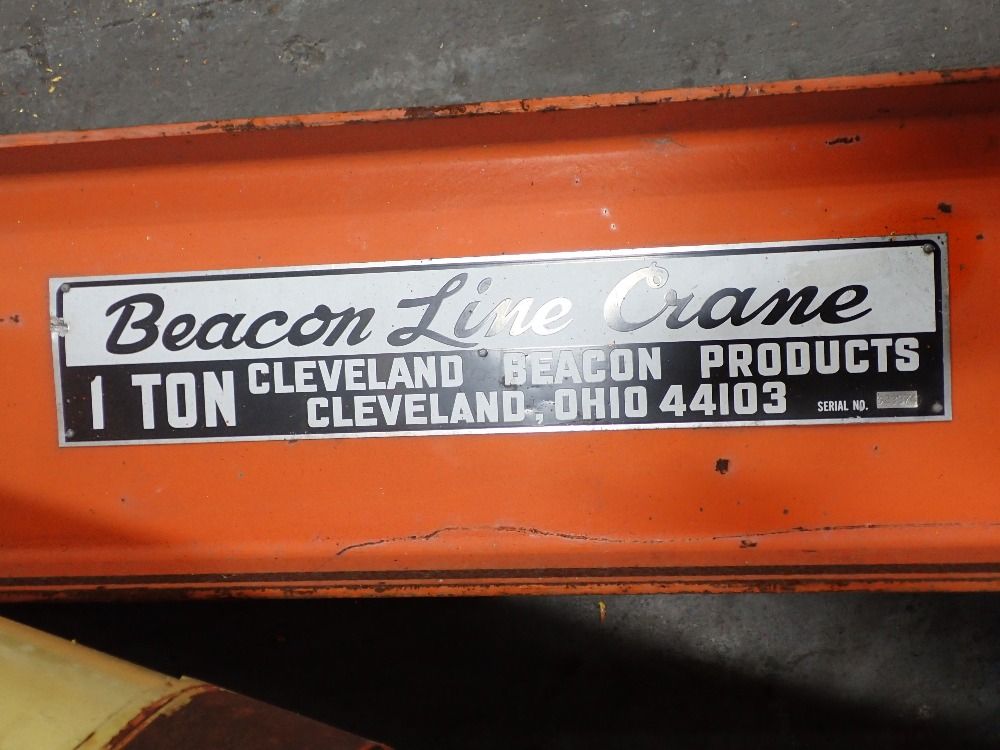 Beacon Line Crane
1 TON CLEVELAND BEACON PRODUCTS
CLEVELAND, OHIO 44103 SERIAL NO.